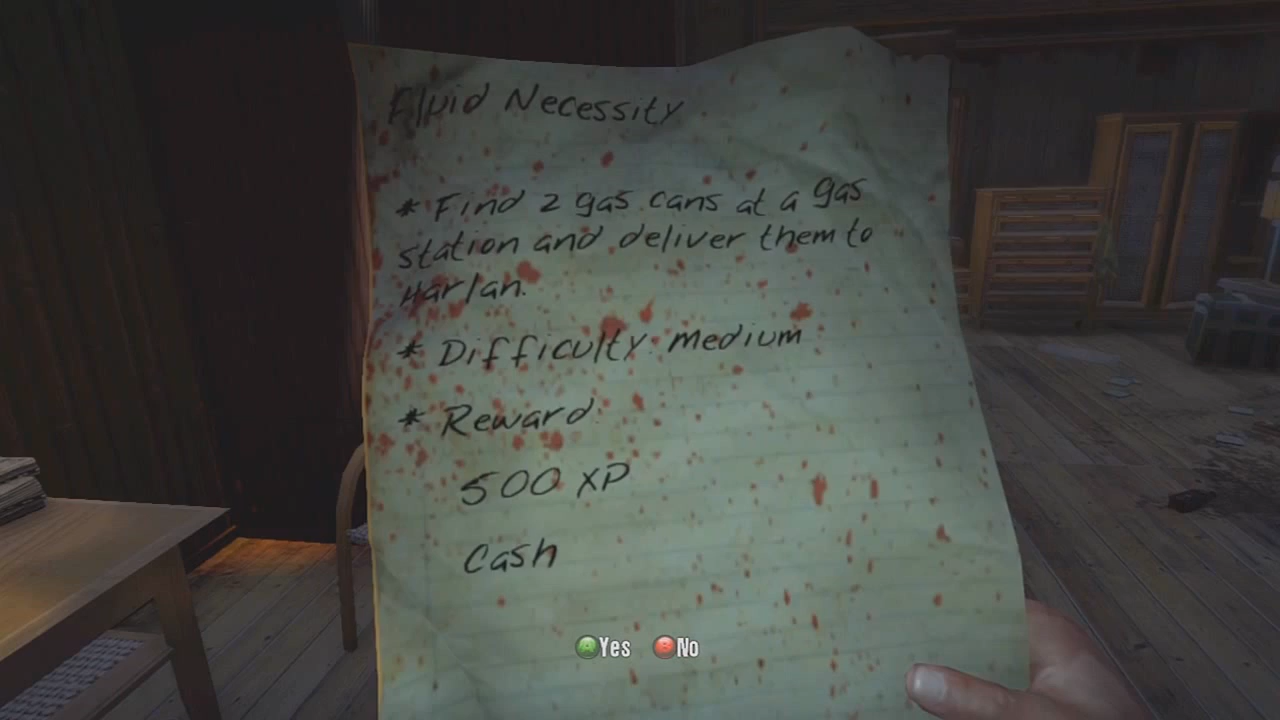 Fluid Necessity
* Find 2 gas cans at a gas
station and deliver them to
Harlan.
* Difficulty: medium
* Reward:
500 XP
Cash
A Yes B No